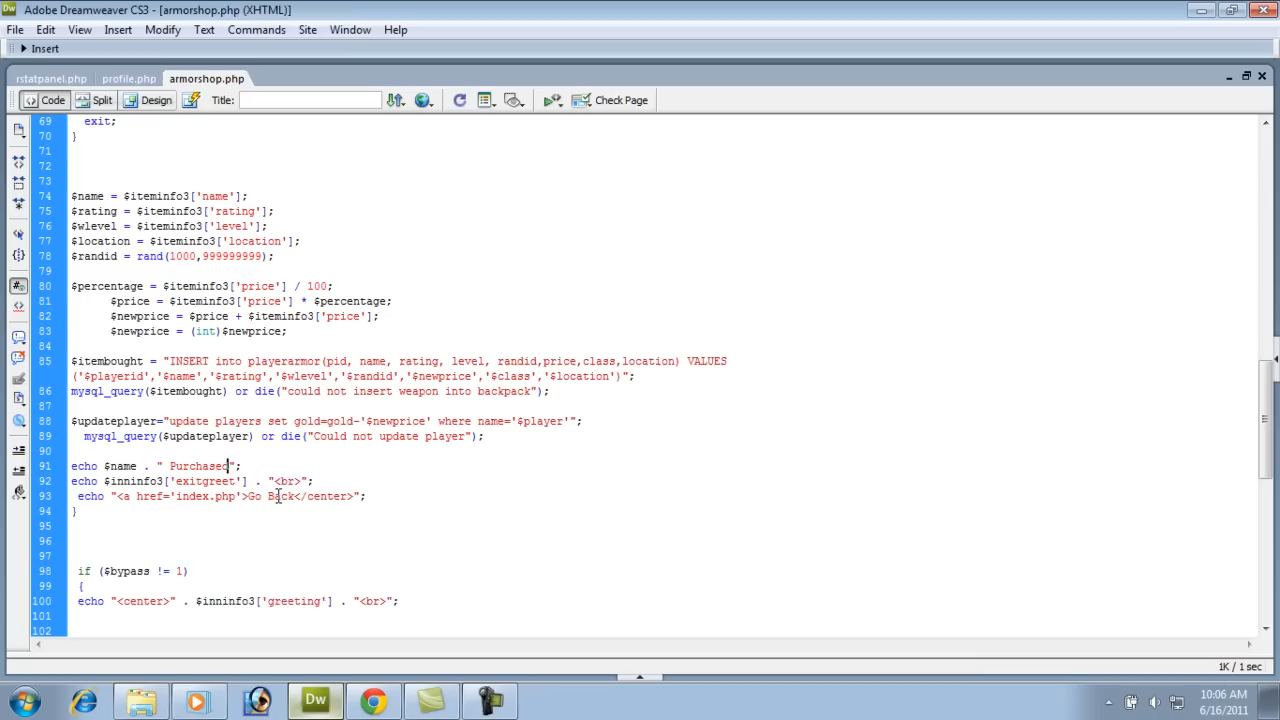 Adobe Dreamweaver CS3 - [armorshop.php (XHTML)]
File Edit View Insert Modify Text Commands Site Window Help
Insert
rstatpanel.php profile.php armorshop.php
Code Split Design Title: Check Page
69 exit;
70 }
71
72
73
74 $name = $iteminfo3['name'];
75 $rating = $iteminfo3['rating'];
76 $wlevel = $iteminfo3['level'];
77 $location = $iteminfo3['location'];
78 $randid = rand(1000,999999999);
79
80 $percentage = $iteminfo3['price'] / 100;
81 $price = $iteminfo3['price'] * $percentage;
82 $newprice = $price + $iteminfo3['price'];
83 $newprice = (int)$newprice;
84
85 $itembought = "INSERT into playerarmor(pid, name, rating, level, randid,price,class,location) VALUES
('$playerid','$name','$rating','$wlevel','$randid','$newprice','$class','$location')";
86 mysql_query($itembought) or die("could not insert weapon into backpack");
87
88 $updateplayer="update players set gold=gold-'$newprice' where name='$player'";
89 mysql_query($updateplayer) or die("Could not update player");
90
91 echo $name . " Purchased";
92 echo $inninfo3['exitgreet'] . "<br>";
93 echo "<a href='index.php'>Go Back</center>";
94 }
95
96
97
98 if ($bypass != 1)
99 {
100 echo "<center>" . $inninfo3['greeting'] . "<br>";
101
102
1K / 1 sec
Dw
10:06 AM
6/16/2011